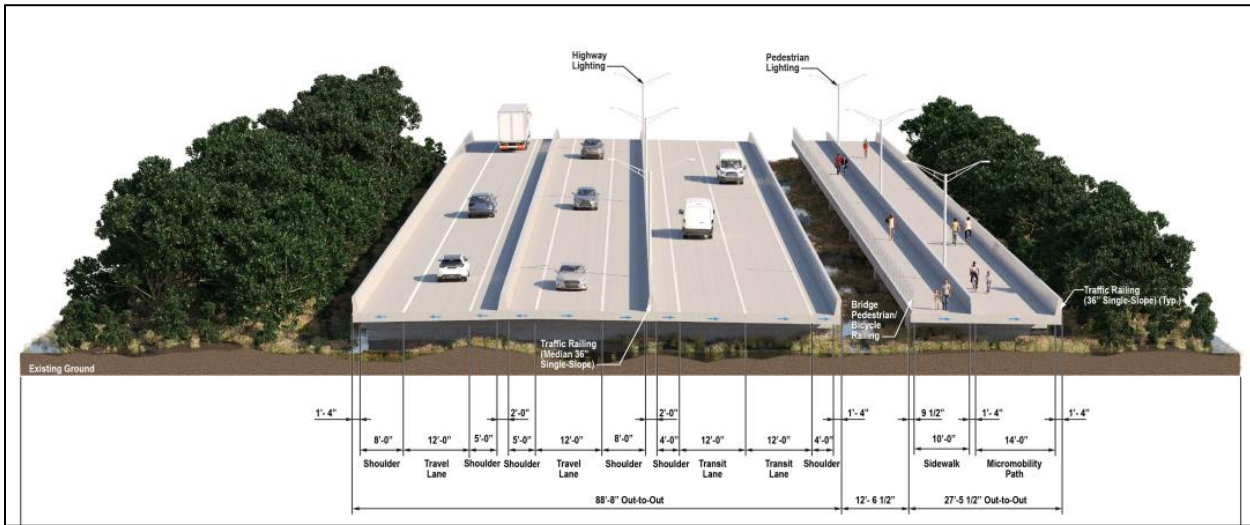 Highway
Lighting
Pedestrian
Lighting
Bridge
Pedestrian/
Bicycle
Railing
Traffic Railing
(36" Single-Slope) (Typ.)
Traffic Railing
(Median 36"
Single-Slope)
Existing Ground
1'- 4"
2'-0"
2'-0"
1'- 4"
9 1/2"
1'- 4"
1'- 4"
8'-0"
12'-0"
5'-0"
5'-0"
12'-0"
8'-0"
4'-0"
12'-0"
12'-0"
4'-0"
10'-0"
14'-0"
Shoulder
Travel
Lane
Shoulder
Shoulder
Travel
Lane
Shoulder
Shoulder
Transit
Lane
Transit
Lane
Shoulder
Sidewalk
Micromobility
Path
88'-8" Out-to-Out
12'- 6 1/2"
27'-5 1/2" Out-to-Out